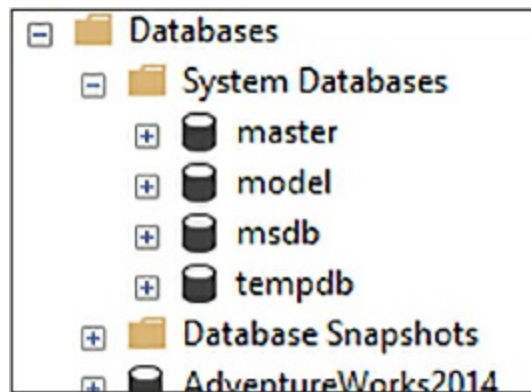 Databases
System Databases
master
model
msdb
tempdb
Database Snapshots
AdventureWorks2014